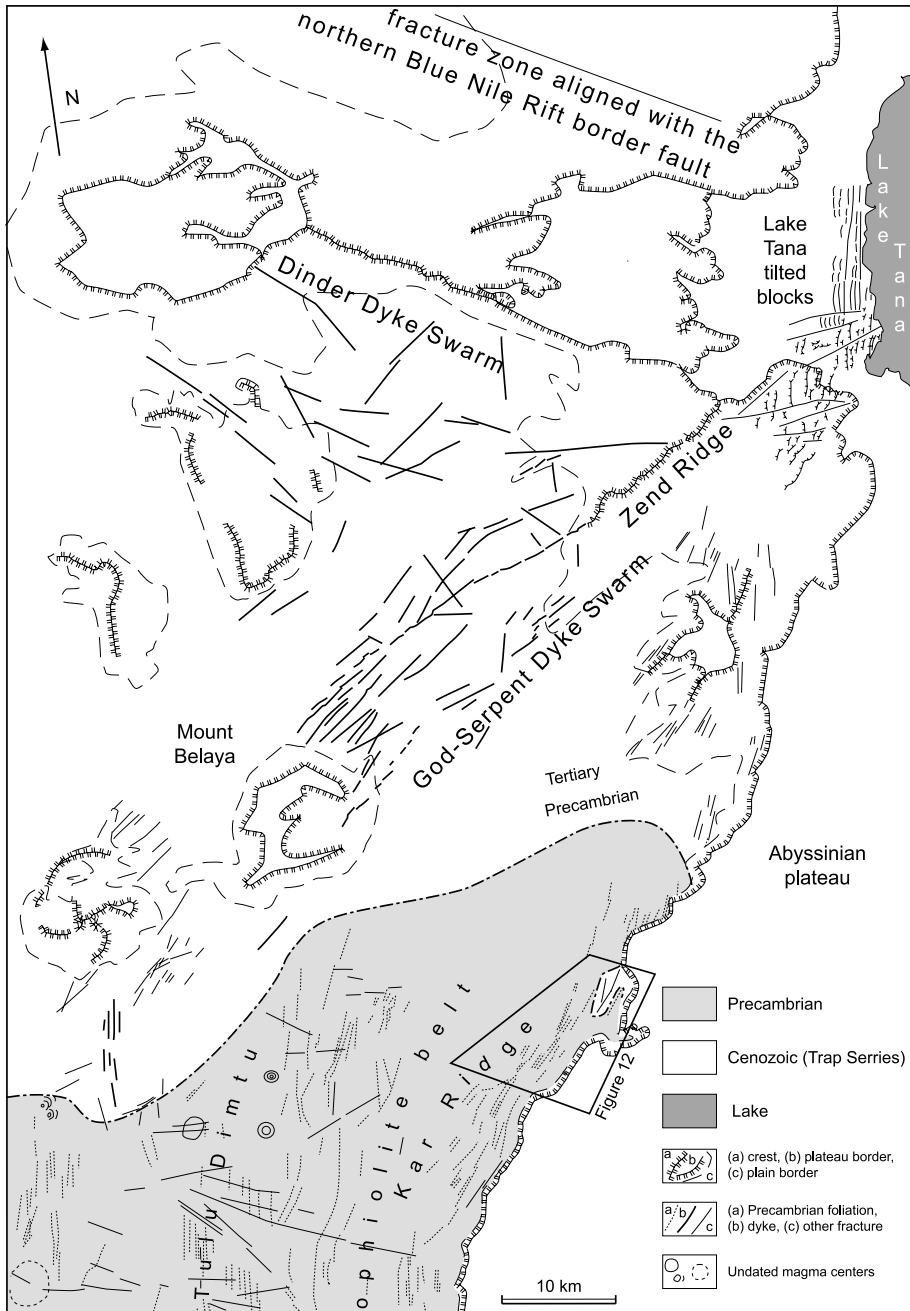 fracture zone aligned with the
northern Blue Nile Rift border fault
N
Lake Tana
Lake
Tana
tilted
blocks
Dinder Dyke Swarm
Zend Ridge
God-Serpent Dyke Swarm
Mount
Belaya
Tertiary
Precambrian
Abyssinian
plateau
Tuju Dimtu
ophiolite belt
Kar Ridge
Figure 12
Precambrian
Cenozoic (Trap Serries)
Lake
a
b
c
(a) crest, (b) plateau border,
(c) plain border
a
b
c
(a) Precambrian foliation,
(b) dyke, (c) other fracture
Undated magma centers
10 km